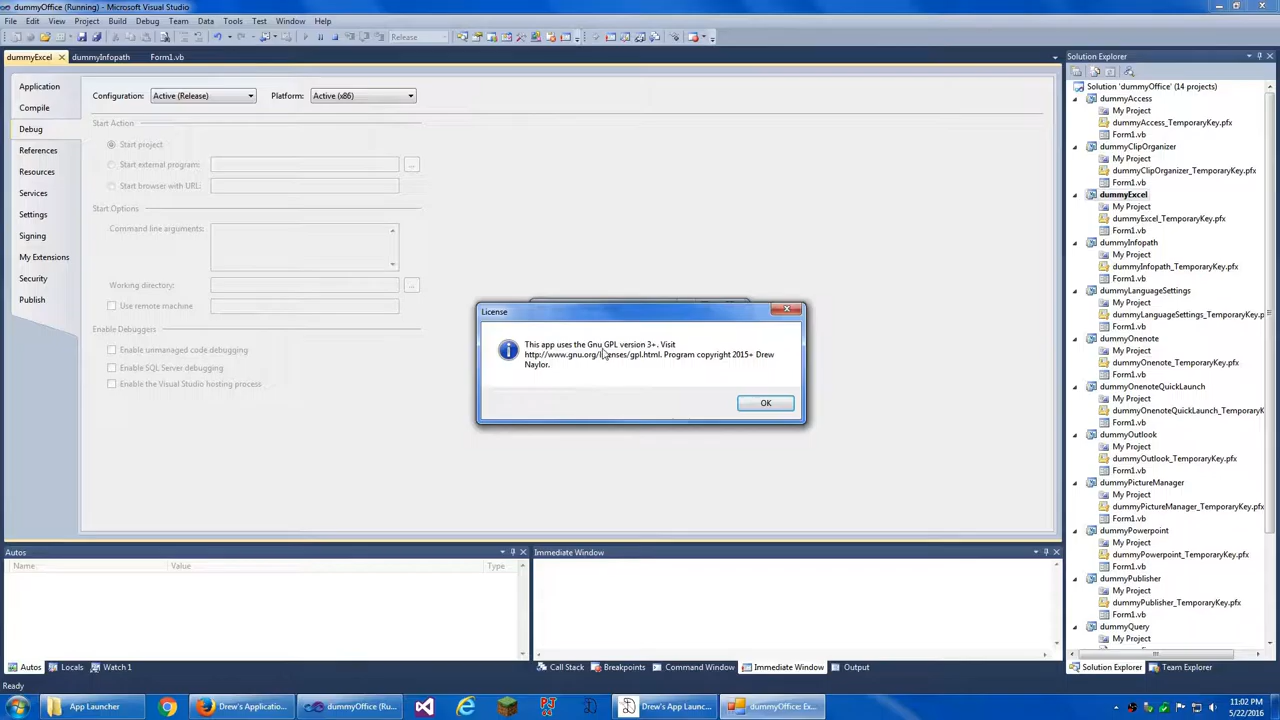 dummyOffice (Running) - Microsoft Visual Studio
File Edit View Project Build Debug Team Data Tools Test Window Help
Release
dummyExcel dummyInfopath Form1.vb
Solution Explorer
Application
Compile
Debug
References
Resources
Services
Settings
Signing
My Extensions
Security
Publish
Configuration: Active (Release) Platform: Active (x86)
Start Action
Start project
Start external program: ...
Start browser with URL:
Start Options
Command line arguments:
Working directory: ...
Use remote machine
Enable Debuggers
Enable unmanaged code debugging
Enable SQL Server debugging
Enable the Visual Studio hosting process
License
This app uses the Gnu GPL version 3+. Visit
http://www.gnu.org/licenses/gpl.html. Program copyright 2015+ Drew
Naylor.
OK
Solution 'dummyOffice' (14 projects)
dummyAccess
My Project
dummyAccess_TemporaryKey.pfx
Form1.vb
dummyClipOrganizer
My Project
dummyClipOrganizer_TemporaryKey.pfx
Form1.vb
dummyExcel
My Project
dummyExcel_TemporaryKey.pfx
Form1.vb
dummyInfopath
My Project
dummyInfopath_TemporaryKey.pfx
Form1.vb
dummyLanguageSettings
My Project
dummyLanguageSettings_TemporaryKey.p
Form1.vb
dummyOnenote
My Project
dummyOnenote_TemporaryKey.pfx
Form1.vb
dummyOnenoteQuickLaunch
My Project
dummyOnenoteQuickLaunch_TemporaryK
Form1.vb
dummyOutlook
My Project
dummyOutlook_TemporaryKey.pfx
Form1.vb
dummyPictureManager
My Project
dummyPictureManager_TemporaryKey.pfx
Form1.vb
dummyPowerpoint
My Project
dummyPowerpoint_TemporaryKey.pfx
Form1.vb
dummyPublisher
My Project
dummyPublisher_TemporaryKey.pfx
Form1.vb
dummyQuery
My Project
Autos
Name Value Type
Immediate Window
Autos Locals Watch 1
Call Stack Breakpoints Command Window Immediate Window Output
Solution Explorer Team Explorer
Ready
App Launcher Drew's Applicatio... dummyOffice (Ru... Drew's App Launc... dummyOffice: Ex...
11:02 PM
5/22/2016